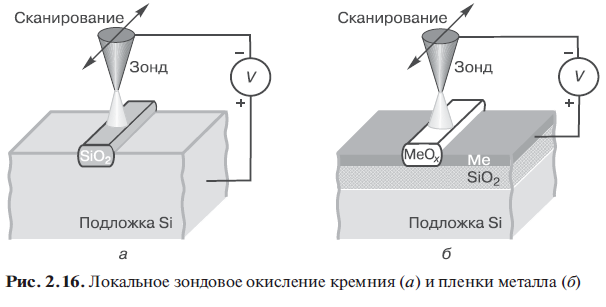 Сканирование
Зонд
−
V
+
SiO₂
Подложка Si
а
Сканирование
Зонд
−
V
+
MeOₓ
Me
SiO₂
Подложка Si
б
Рис. 2.16. Локальное зондовое окисление кремния (а) и пленки металла (б)